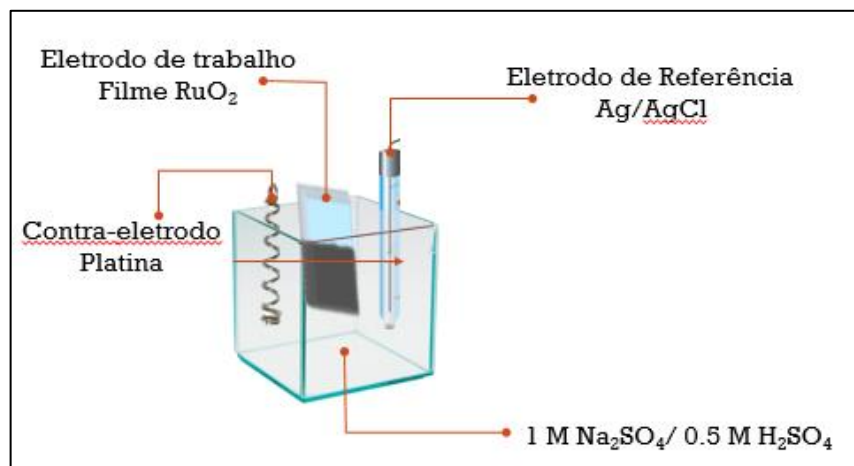 Eletrodo de trabalho
Filme RuO₂
Eletrodo de Referência
Ag/AgCl
Contra-eletrodo
Platina
1 M Na₂SO₄/ 0.5 M H₂SO₄